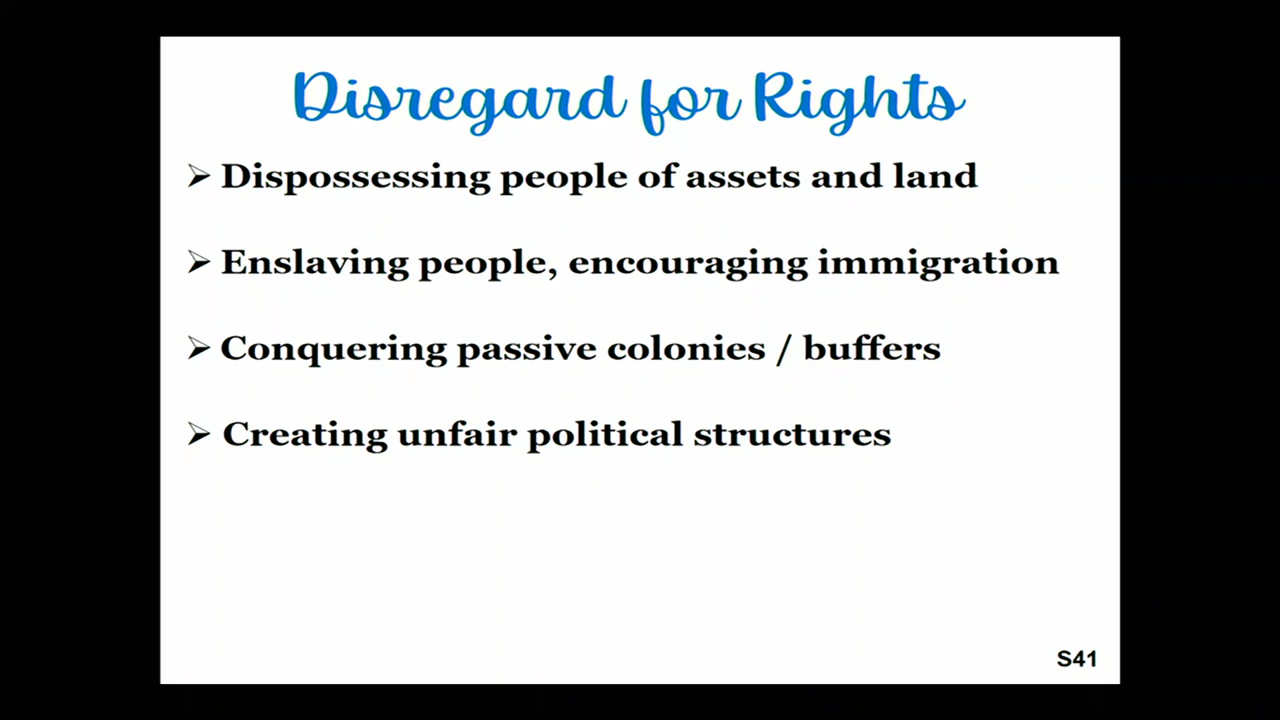 Disregard for Rights
➢ Dispossessing people of assets and land
➢ Enslaving people, encouraging immigration
➢ Conquering passive colonies / buffers
➢ Creating unfair political structures
S41